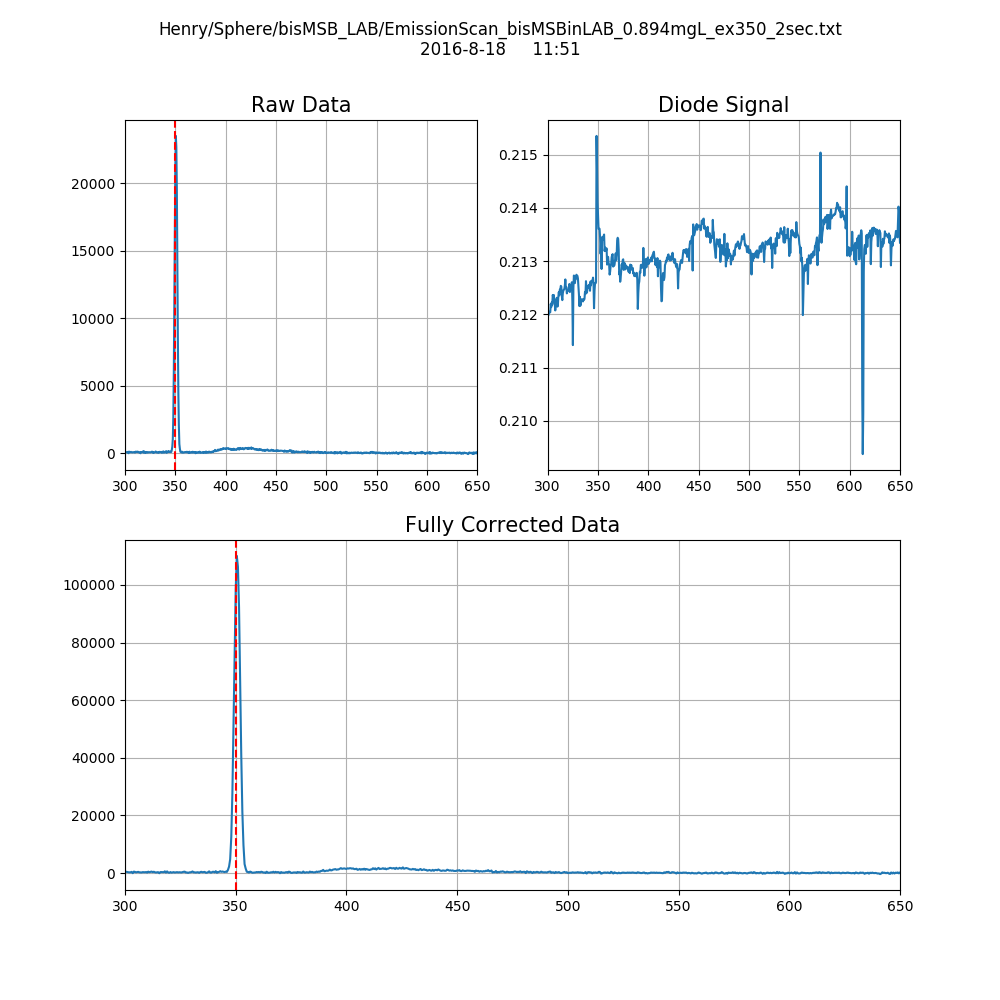 Henry/Sphere/bisMSB_LAB/EmissionScan_bisMSBinLAB_0.894mgL_ex350_2sec.txt
2016-8-18 11:51
Raw Data
20000
15000
10000
5000
0
300 350 400 450 500 550 600 650
Diode Signal
0.215
0.214
0.213
0.212
0.211
0.210
300 350 400 450 500 550 600 650
Fully Corrected Data
100000
80000
60000
40000
20000
0
300 350 400 450 500 550 600 650